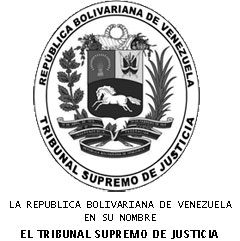 REPÚBLICA BOLIVARIANA DE VENEZUELA
TRIBUNAL SUPREMO DE JUSTICIA
LA REPUBLICA BOLIVARIANA DE VENEZUELA
EN SU NOMBRE
EL TRIBUNAL SUPREMO DE JUSTICIA